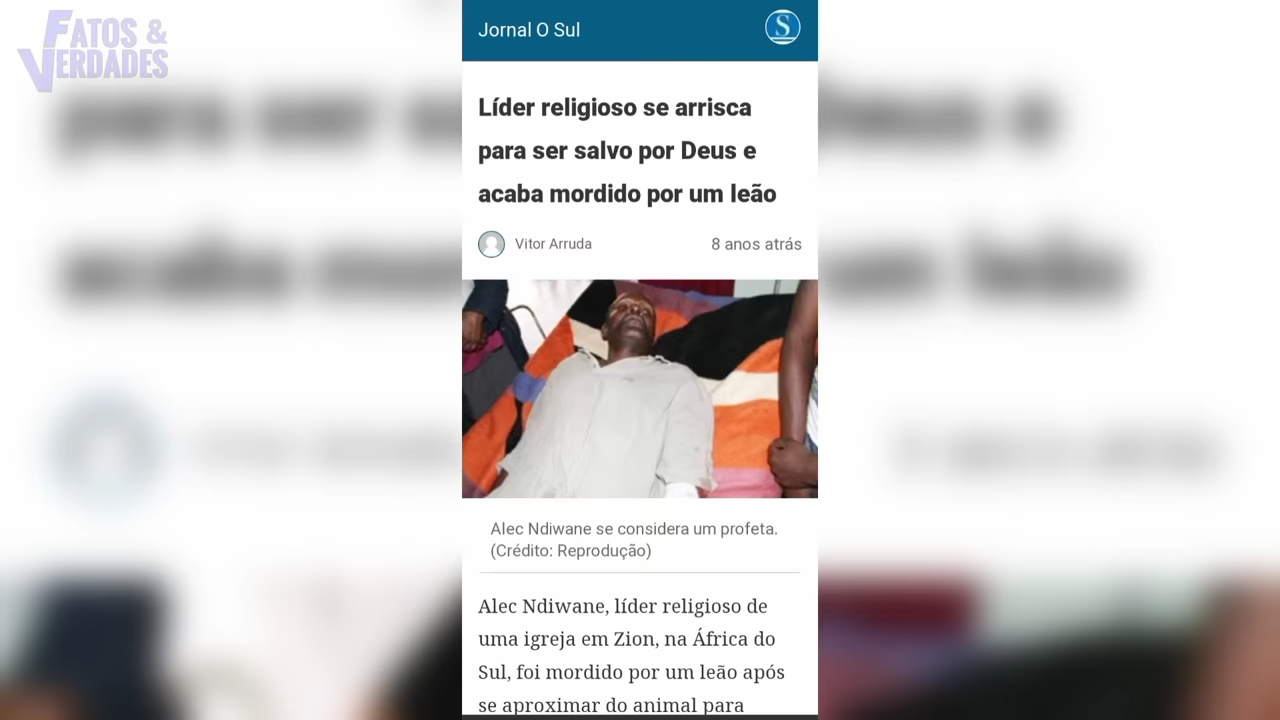 FATOS &
VERDADES
Jornal O Sul
S
Líder religioso se arrisca
para ser salvo por Deus e
acaba mordido por um leão
Vitor Arruda
8 anos atrás
Alec Ndiwane se considera um profeta.
(Crédito: Reprodução)
Alec Ndiwane, líder religioso de
uma igreja em Zion, na África do
Sul, foi mordido por um leão após
se aproximar do animal para